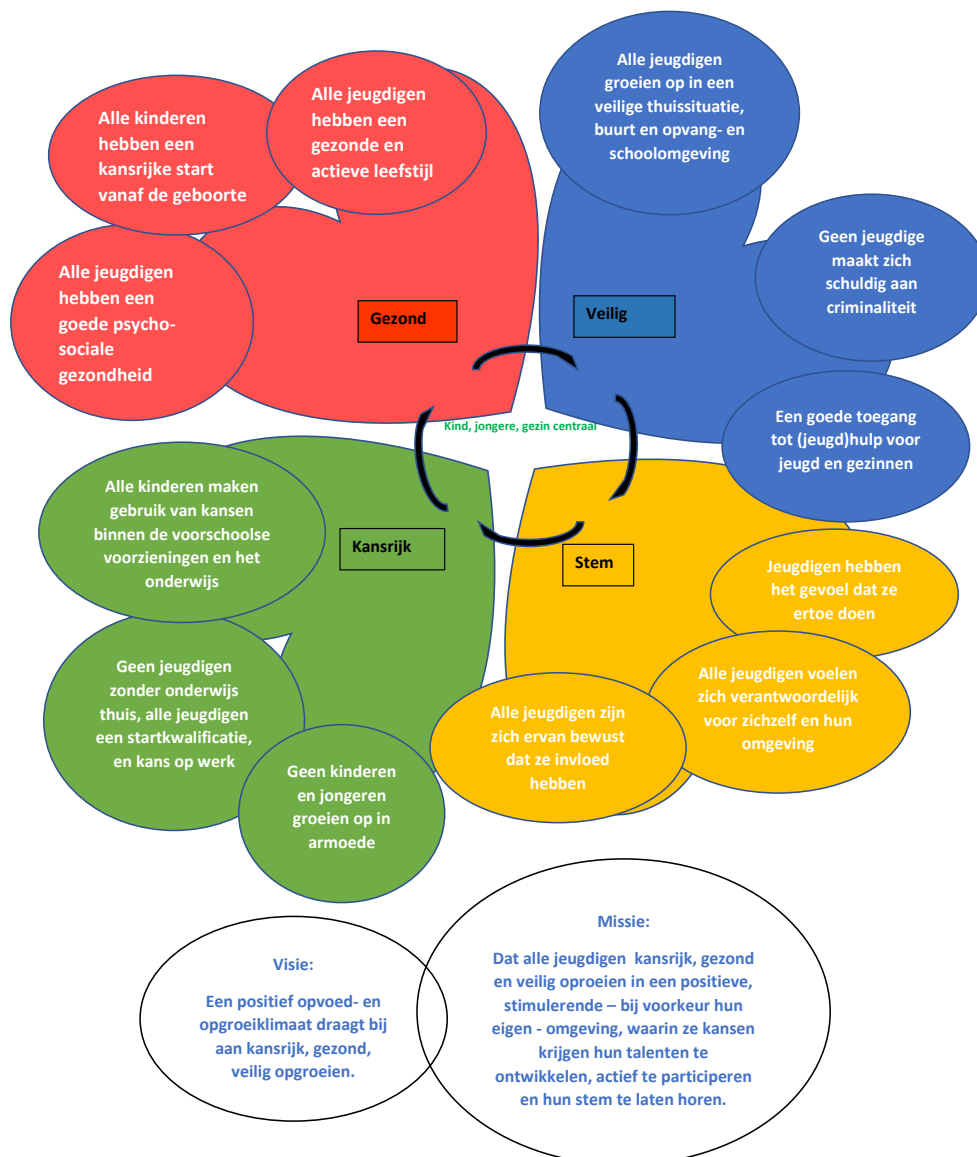 Alle kinderen
hebben een
kansrijke start
vanaf de geboorte
Alle jeugdigen
hebben een
gezonde en
actieve leefstijl
Alle jeugdigen
hebben een
goede psycho-
sociale
gezondheid
Gezond
Alle jeugdigen
groeien op in een
veilige thuissituatie,
buurt en opvang- en
schoolomgeving
Geen jeugdige
maakt zich
schuldig aan
criminaliteit
Een goede toegang
tot (jeugd)hulp voor
jeugd en gezinnen
Veilig
Kind, jongere, gezin centraal
Alle kinderen maken
gebruik van kansen
binnen de voorschoolse
voorzieningen en het
onderwijs
Kansrijk
Geen jeugdigen
zonder onderwijs
thuis, alle jeugdigen
een startkwalificatie,
en kans op werk
Geen kinderen
en jongeren
groeien op in
armoede
Stem
Jeugdigen hebben
het gevoel dat ze
ertoe doen
Alle jeugdigen voelen
zich verantwoordelijk
voor zichzelf en hun
omgeving
Alle jeugdigen zijn
zich ervan bewust
dat ze invloed
hebben
Visie:
Een positief opvoed- en
opgroeiklimaat draagt bij
aan kansrijk, gezond,
veilig opgroeien.
Missie:
Dat alle jeugdigen  kansrijk, gezond
en veilig oproeien in een positieve,
stimulerende – bij voorkeur hun
eigen - omgeving, waarin ze kansen
krijgen hun talenten te
ontwikkelen, actief te participeren
en hun stem te laten horen.